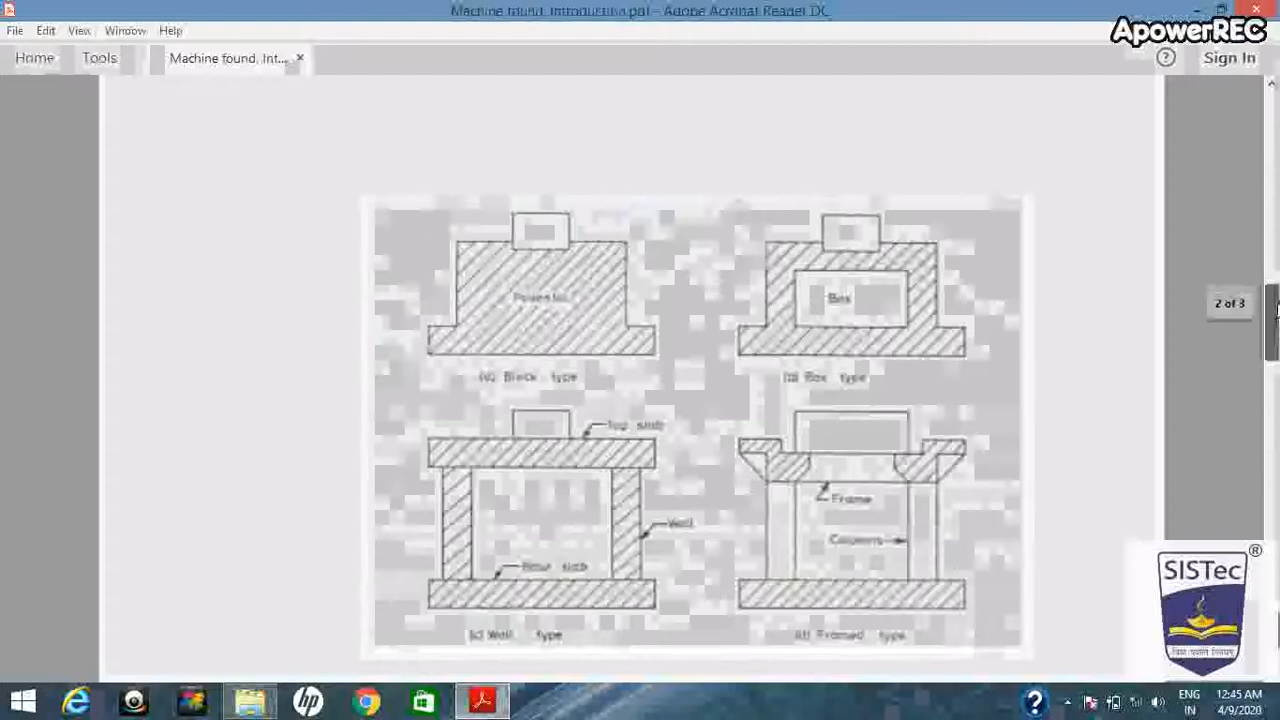 Machine found. Introduction.pdf - Adobe Acrobat Reader DC
ApowerREC
File Edit View Window Help
Home Tools Machine found. Int... × ? Sign In
2 of 3
Box
(a) Block type
(b) Box type
Top slab
Frame
Wall
Columns
Base slab
(c) Wall type
(d) Framed type
®
SISTec
ENG
IN
12:45 AM
4/9/2020